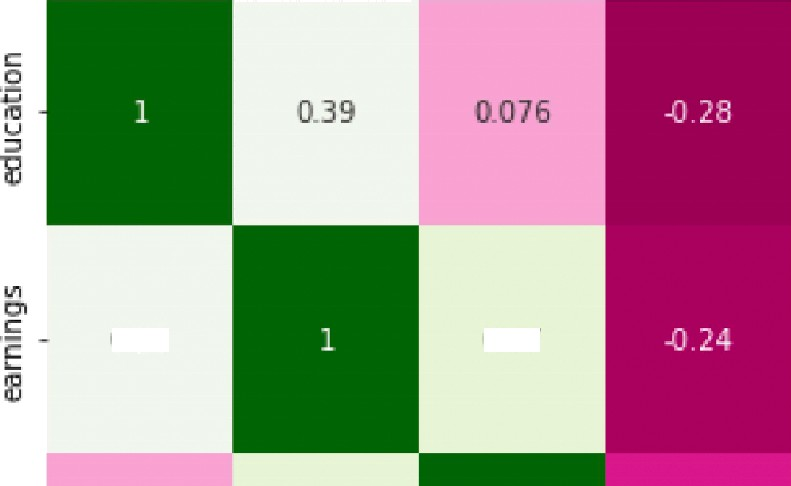 education
1 0.39 0.076 -0.28
earnings
1 -0.24